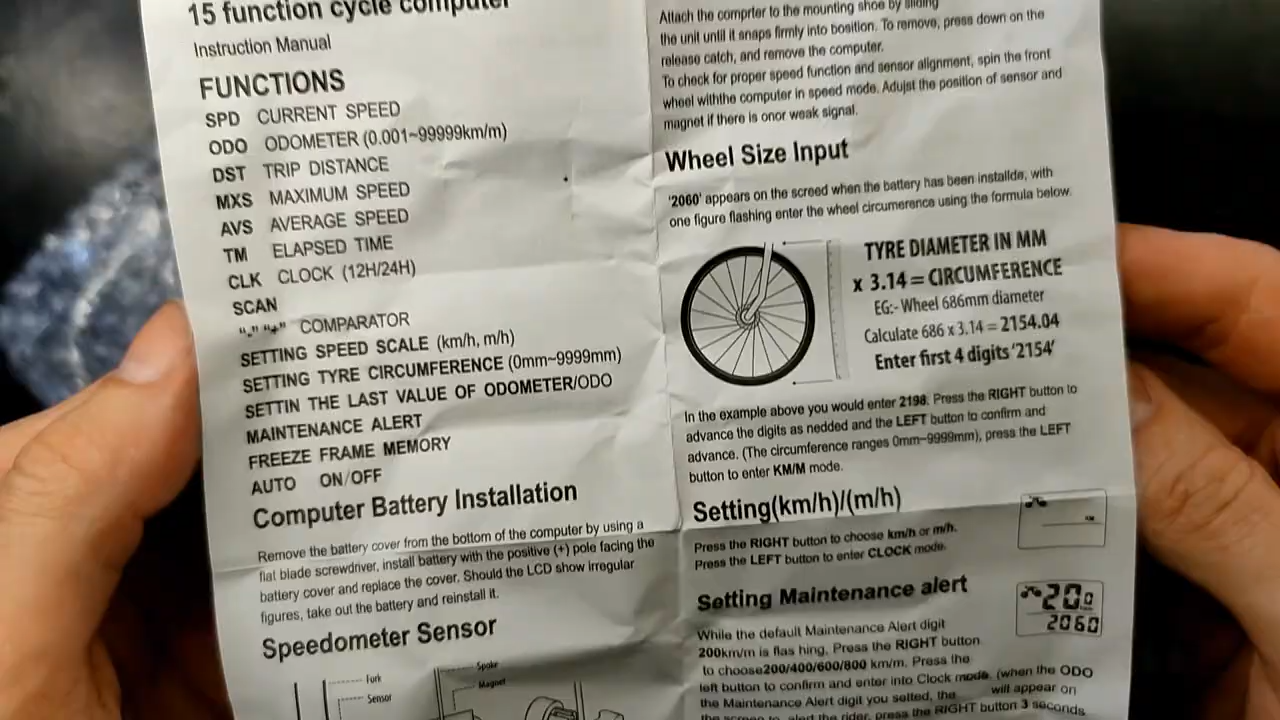 15 function cycle computer
Instruction Manual
FUNCTIONS
SPD CURRENT SPEED
ODO ODOMETER (0.001~99999km/m)
DST TRIP DISTANCE
MXS MAXIMUM SPEED
AVS AVERAGE SPEED
TM ELAPSED TIME
CLK CLOCK (12H/24H)
SCAN
"-" "+" COMPARATOR
SETTING SPEED SCALE (km/h, m/h)
SETTING TYRE CIRCUMFERENCE (0mm~9999mm)
SETTIN THE LAST VALUE OF ODOMETER/ODO
MAINTENANCE ALERT
FREEZE FRAME MEMORY
AUTO ON/OFF
Computer Battery Installation
Remove the battery cover from the bottom of the computer by using a
flat blade screwdriver, install battery with the positive (+) pole facing the
battery cover and replace the cover. Should the LCD show irregular
figures, take out the battery and reinstall it.
Speedometer Sensor
Fork
Sensor
Spoke
Magnet
Attach the comprter to the mounting shoe by sliding
the unit until it snaps firmly into bosition. To remove, press down on the
release catch, and remove the computer.
To check for proper speed function and sensor alignment, spin the front
wheel withthe computer in speed mode. Adujst the position of sensor and
magnet if there is onor weak signal.
Wheel Size Input
'2060' appears on the screed when the battery has been installde, with
one figure flashing enter the wheel circumerence using the formula below.
TYRE DIAMETER IN MM
x 3.14 = CIRCUMFERENCE
EG:- Wheel 686mm diameter
Calculate 686 x 3.14 = 2154.04
Enter first 4 digits '2154'
In the example above you would enter 2198. Press the RIGHT button to
advance the digits as nedded and the LEFT button to confirm and
advance. (The circumference ranges 0mm~9999mm), press the LEFT
button to enter KM/M mode.
Setting(km/h)/(m/h)
Press the RIGHT button to choose km/h or m/h.
Press the LEFT button to enter CLOCK mode.
Setting Maintenance alert
200
2060
While the default Maintenance Alert digit
200km/m is flas hing, Press the RIGHT button
to choose200/400/600/800 km/m. Press the
left button to confirm and enter into Clock mode. (when the ODO
the Maintenance Alert digit you selted, the will appear on
the screen to alert the rider, press the RIGHT button 3 seconds